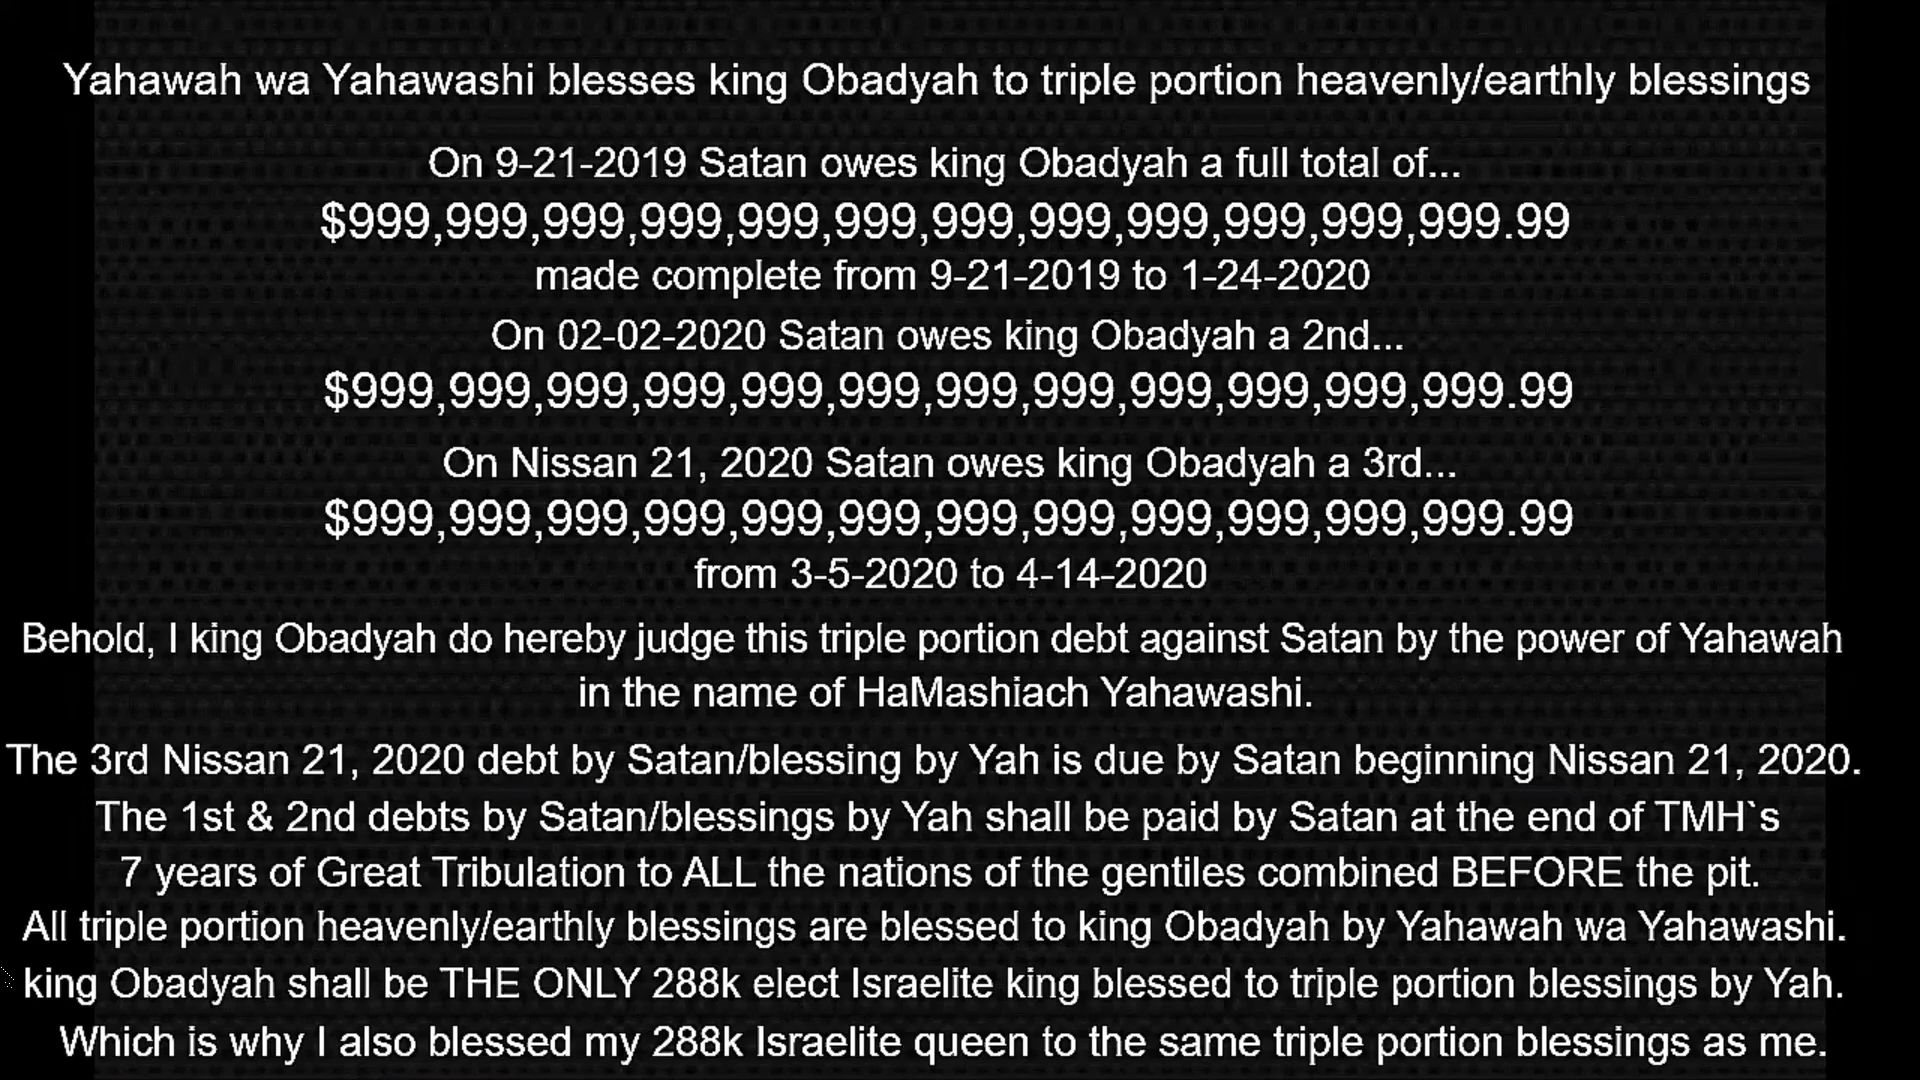 Yahawah wa Yahawashi blesses king Obadyah to triple portion heavenly/earthly blessings
On 9-21-2019 Satan owes king Obadyah a full total of...
$999,999,999,999,999,999,999,999,999,999,999,999.99
made complete from 9-21-2019 to 1-24-2020
On 02-02-2020 Satan owes king Obadyah a 2nd...
$999,999,999,999,999,999,999,999,999,999,999,999.99
On Nissan 21, 2020 Satan owes king Obadyah a 3rd...
$999,999,999,999,999,999,999,999,999,999,999,999.99
from 3-5-2020 to 4-14-2020
Behold, I king Obadyah do hereby judge this triple portion debt against Satan by the power of Yahawah
in the name of HaMashiach Yahawashi.
The 3rd Nissan 21, 2020 debt by Satan/blessing by Yah is due by Satan beginning Nissan 21, 2020.
The 1st & 2nd debts by Satan/blessings by Yah shall be paid by Satan at the end of TMH`s
7 years of Great Tribulation to ALL the nations of the gentiles combined BEFORE the pit.
All triple portion heavenly/earthly blessings are blessed to king Obadyah by Yahawah wa Yahawashi.
king Obadyah shall be THE ONLY 288k elect Israelite king blessed to triple portion blessings by Yah.
Which is why I also blessed my 288k Israelite queen to the same triple portion blessings as me.